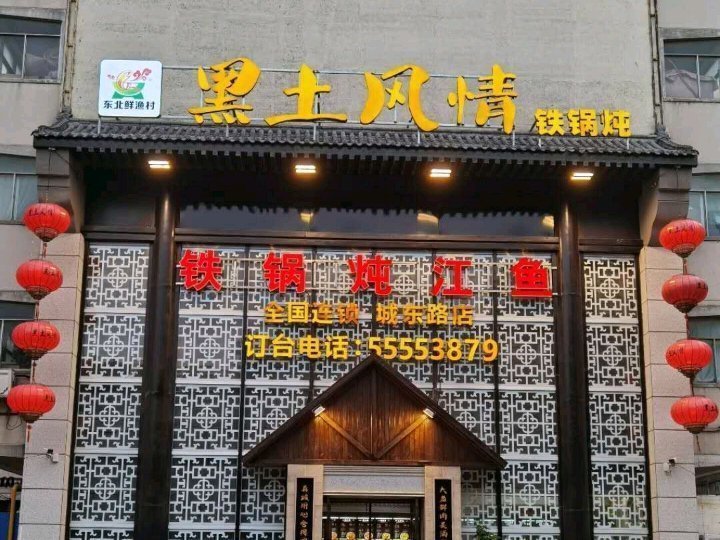 东北鲜渔村
黑土风情 铁锅炖
铁锅炖江鱼
全国连锁 城东路店
订台电话:55553879